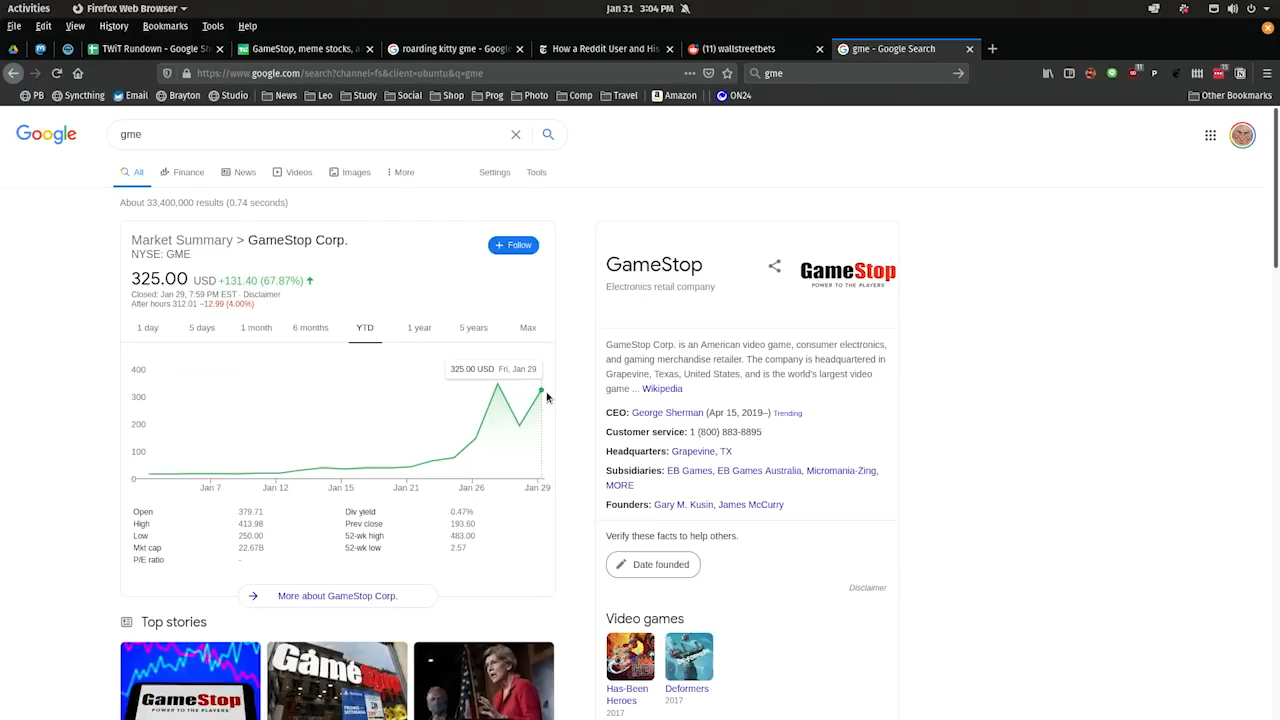 Activities
Firefox Web Browser
Jan 31 3:04 PM
File Edit View History Bookmarks Tools Help
TWiT Rundown - Google Sh
GameStop, meme stocks, a
roarding kitty gme - Google
How a Reddit User and His
(11) wallstreetbets
gme - Google Search
https://www.google.com/search?channel=fs&client=ubuntu&q=gme
gme
11
15
PB Syncthing Email Brayton Studio News Leo Study Social Shop Prog Photo Comp Travel Amazon ON24 Other Bookmarks
Google
gme
All Finance News Videos Images More Settings Tools
About 33,400,000 results (0.74 seconds)
Market Summary > GameStop Corp.
NYSE: GME
+ Follow
325.00 USD +131.40 (67.87%)
Closed: Jan 29, 7:59 PM EST · Disclaimer
After hours 312.01 −12.99 (4.00%)
1 day 5 days 1 month 6 months YTD 1 year 5 years Max
325.00 USD Fri, Jan 29
400
300
200
100
0
Jan 7 Jan 12 Jan 15 Jan 21 Jan 26 Jan 29
Open 379.71 Div yield 0.47%
High 413.98 Prev close 193.60
Low 250.00 52-wk high 483.00
Mkt cap 22.67B 52-wk low 2.57
P/E ratio -
More about GameStop Corp.
Top stories
GameStop
POWER TO THE PLAYERS
GameStop
GameStop
Electronics retail company
GameStop
POWER TO THE PLAYERS
GameStop Corp. is an American video game, consumer electronics,
and gaming merchandise retailer. The company is headquartered in
Grapevine, Texas, United States, and is the world's largest video
game ... Wikipedia
CEO: George Sherman (Apr 15, 2019–) Trending
Customer service: 1 (800) 883-8895
Headquarters: Grapevine, TX
Subsidiaries: EB Games, EB Games Australia, Micromania-Zing,
MORE
Founders: Gary M. Kusin, James McCurry
Verify these facts to help others.
Date founded
Disclaimer
Video games
Has-Been
Heroes
2017
Deformers
2017